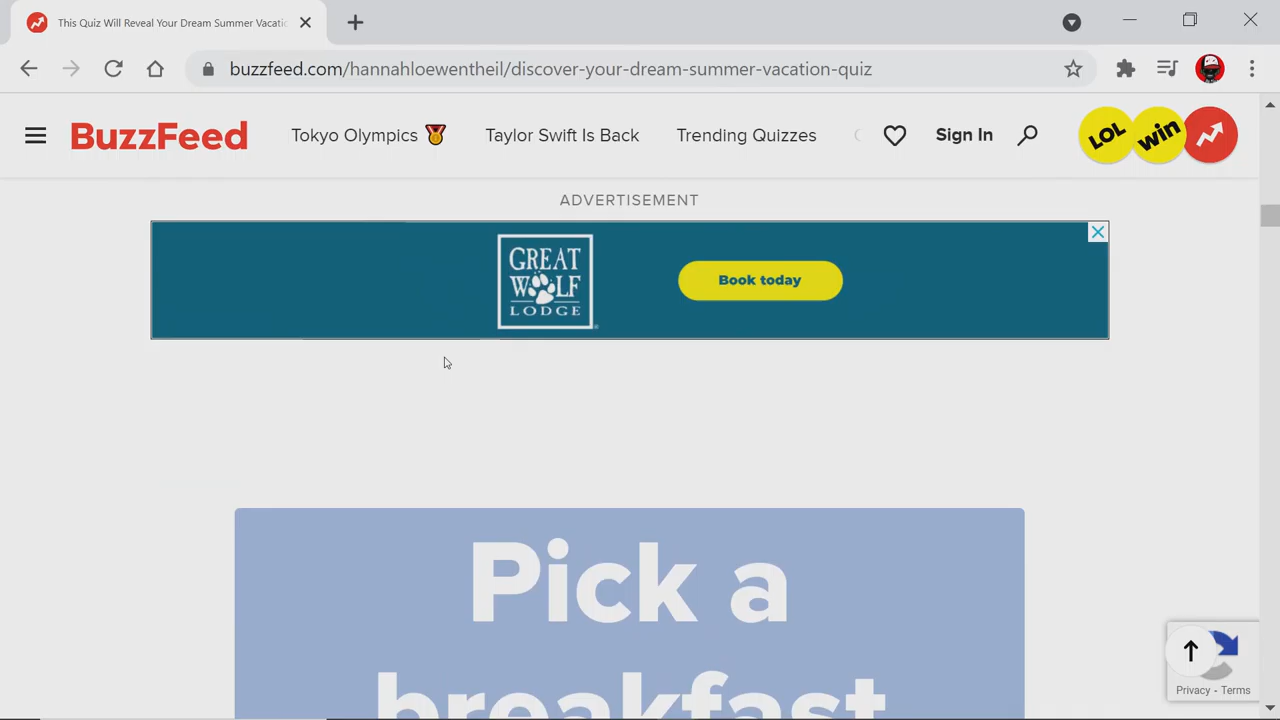 This Quiz Will Reveal Your Dream Summer Vacatio
buzzfeed.com/hannahloewentheil/discover-your-dream-summer-vacation-quiz
BuzzFeed
Tokyo Olympics 🏅
Taylor Swift Is Back
Trending Quizzes
Sign In
LOL
win
ADVERTISEMENT
GREAT
WOLF
LODGE
Book today
Pick a
breakfast
Privacy - Terms